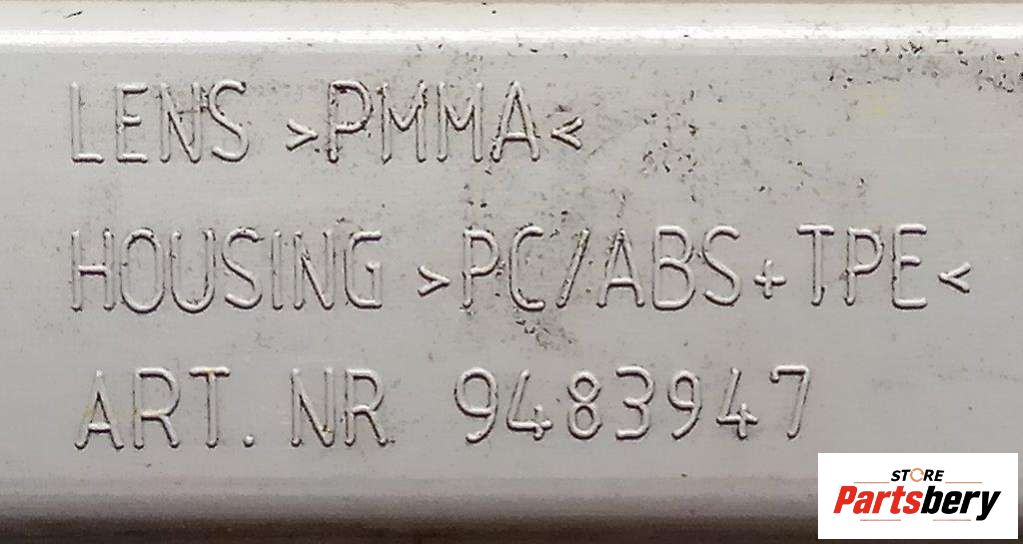 LENS >PMMA<
HOUSING >PC/ABS+TPE<
ART. NR 9483947
STORE
Partsbery